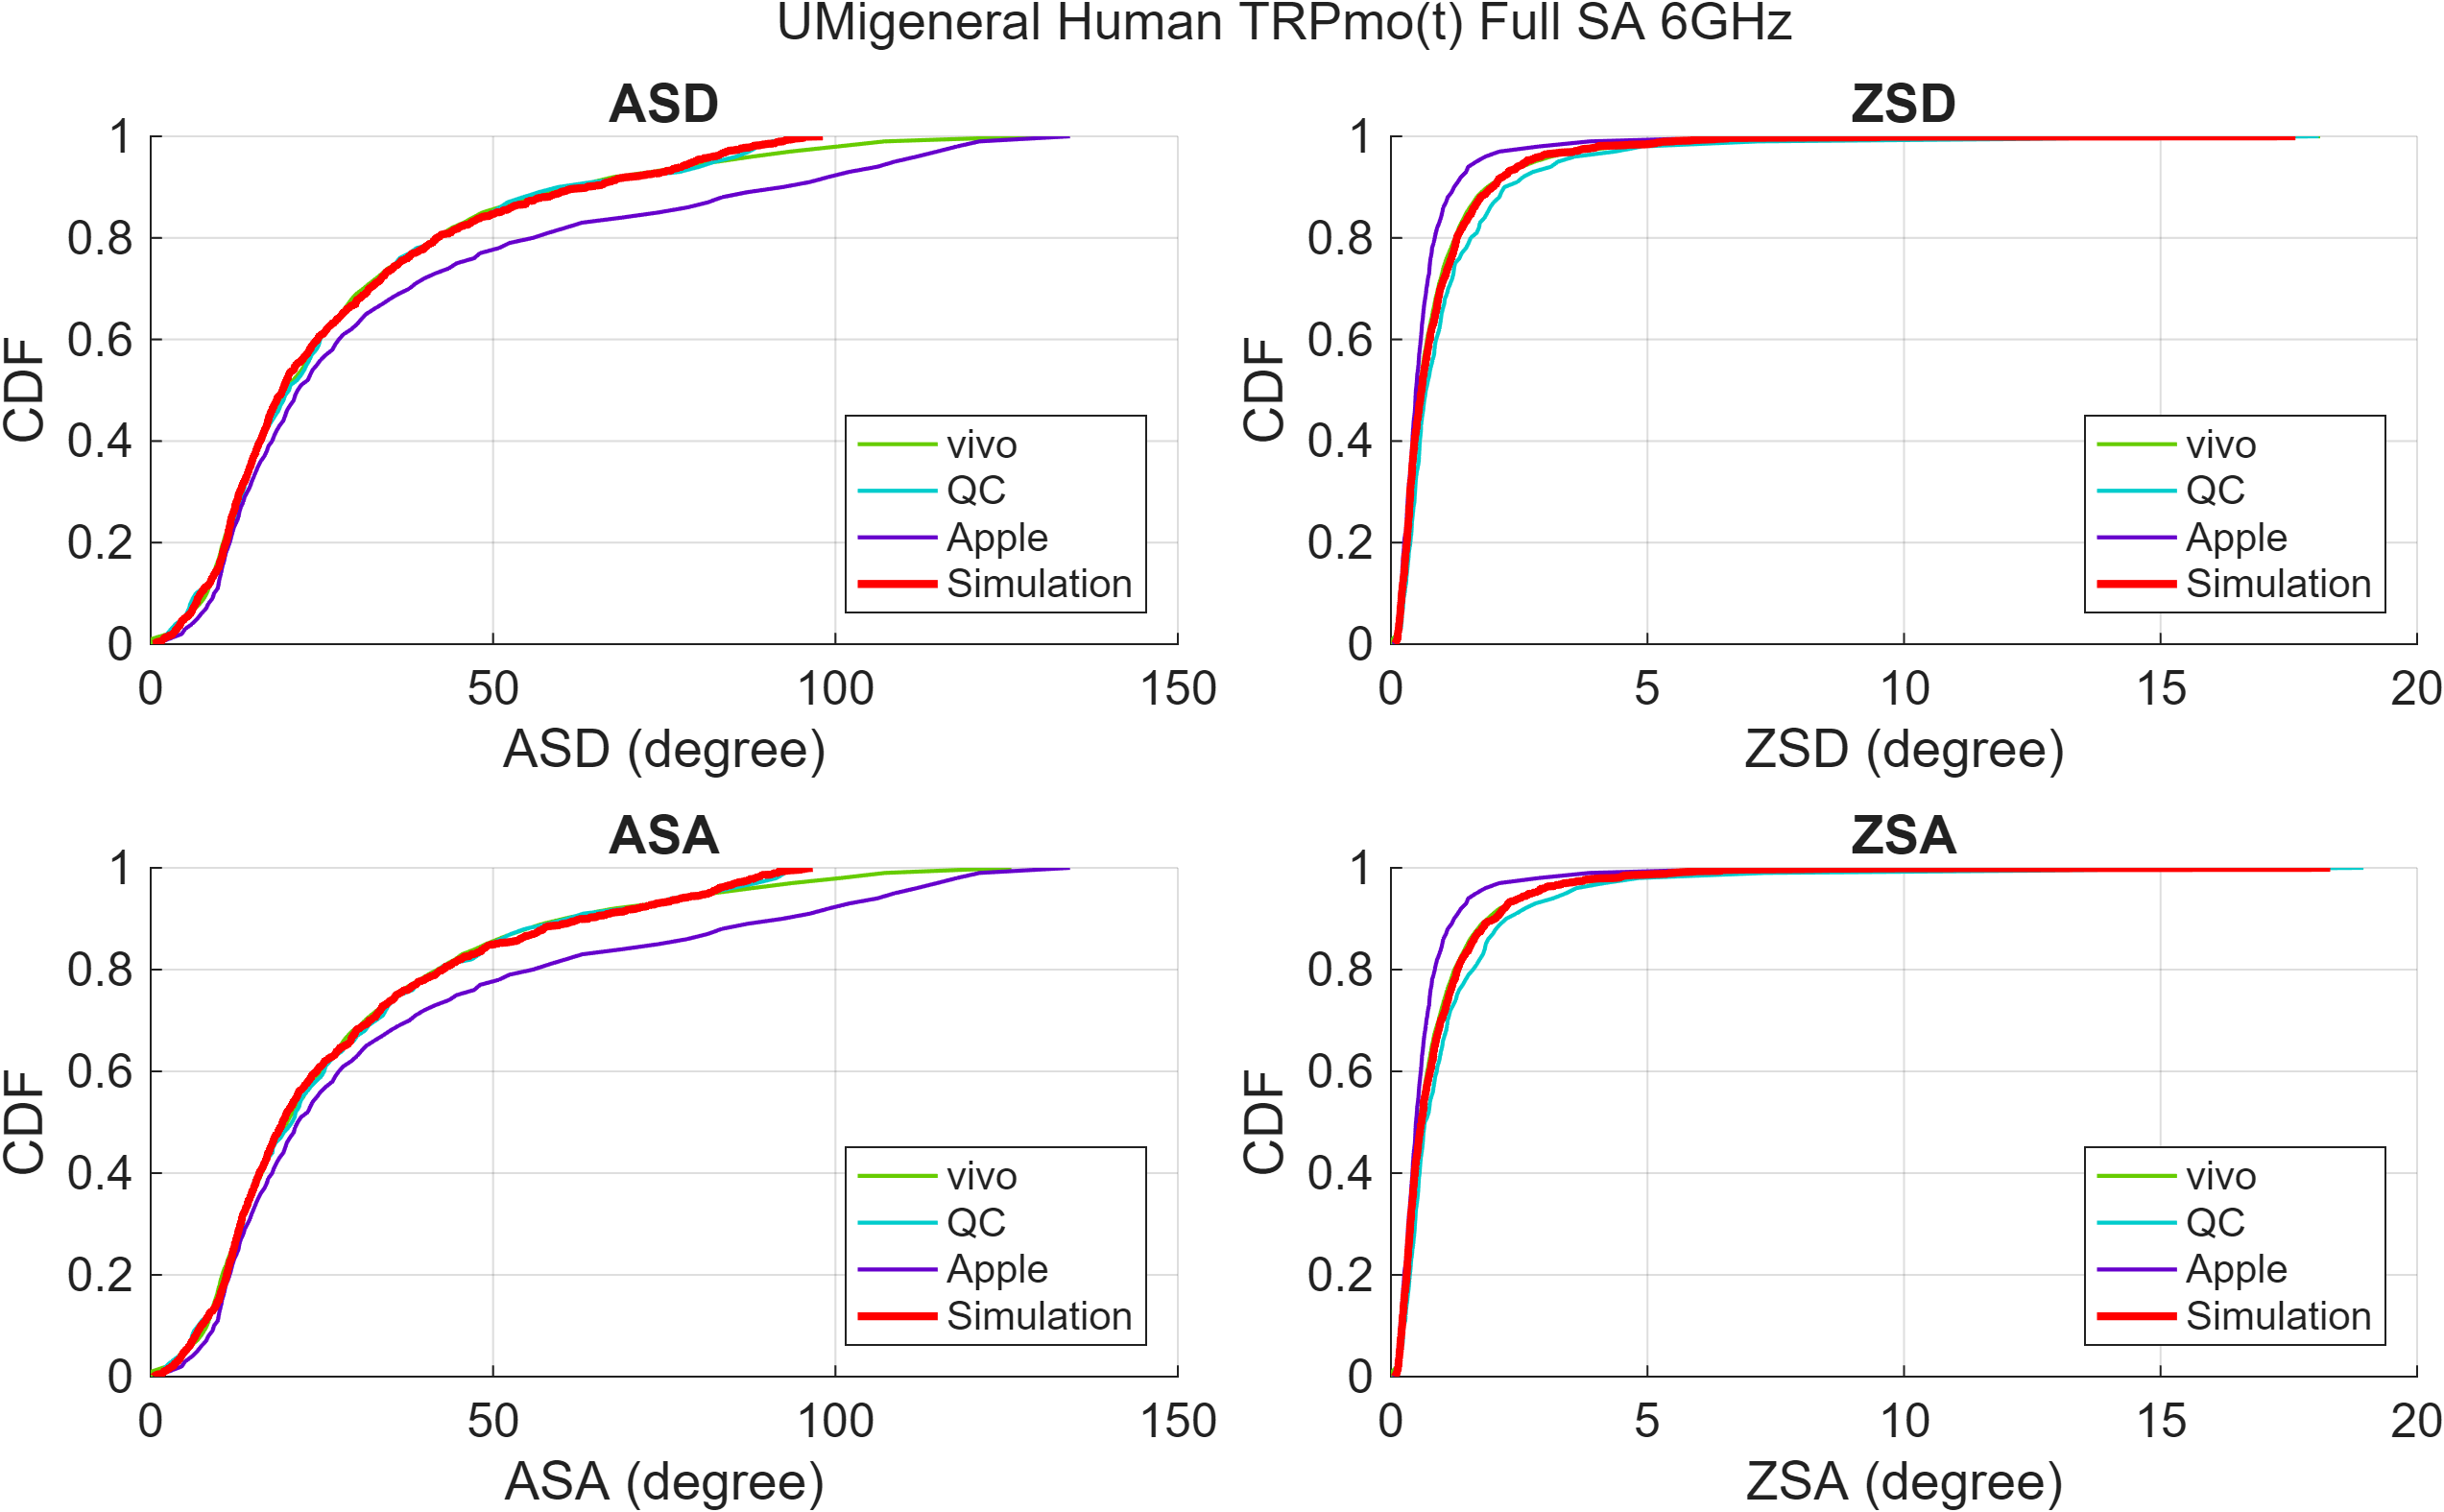 UMigeneral Human TRPmo(t) Full SA 6GHz
ASD
1
0.8
0.6
0.4
0.2
0
CDF
vivo
QC
Apple
Simulation
0 50 100 150
ASD (degree)
ZSD
1
0.8
0.6
0.4
0.2
0
CDF
vivo
QC
Apple
Simulation
0 5 10 15 20
ZSD (degree)
ASA
1
0.8
0.6
0.4
0.2
0
CDF
vivo
QC
Apple
Simulation
0 50 100 150
ASA (degree)
ZSA
1
0.8
0.6
0.4
0.2
0
CDF
vivo
QC
Apple
Simulation
0 5 10 15 20
ZSA (degree)